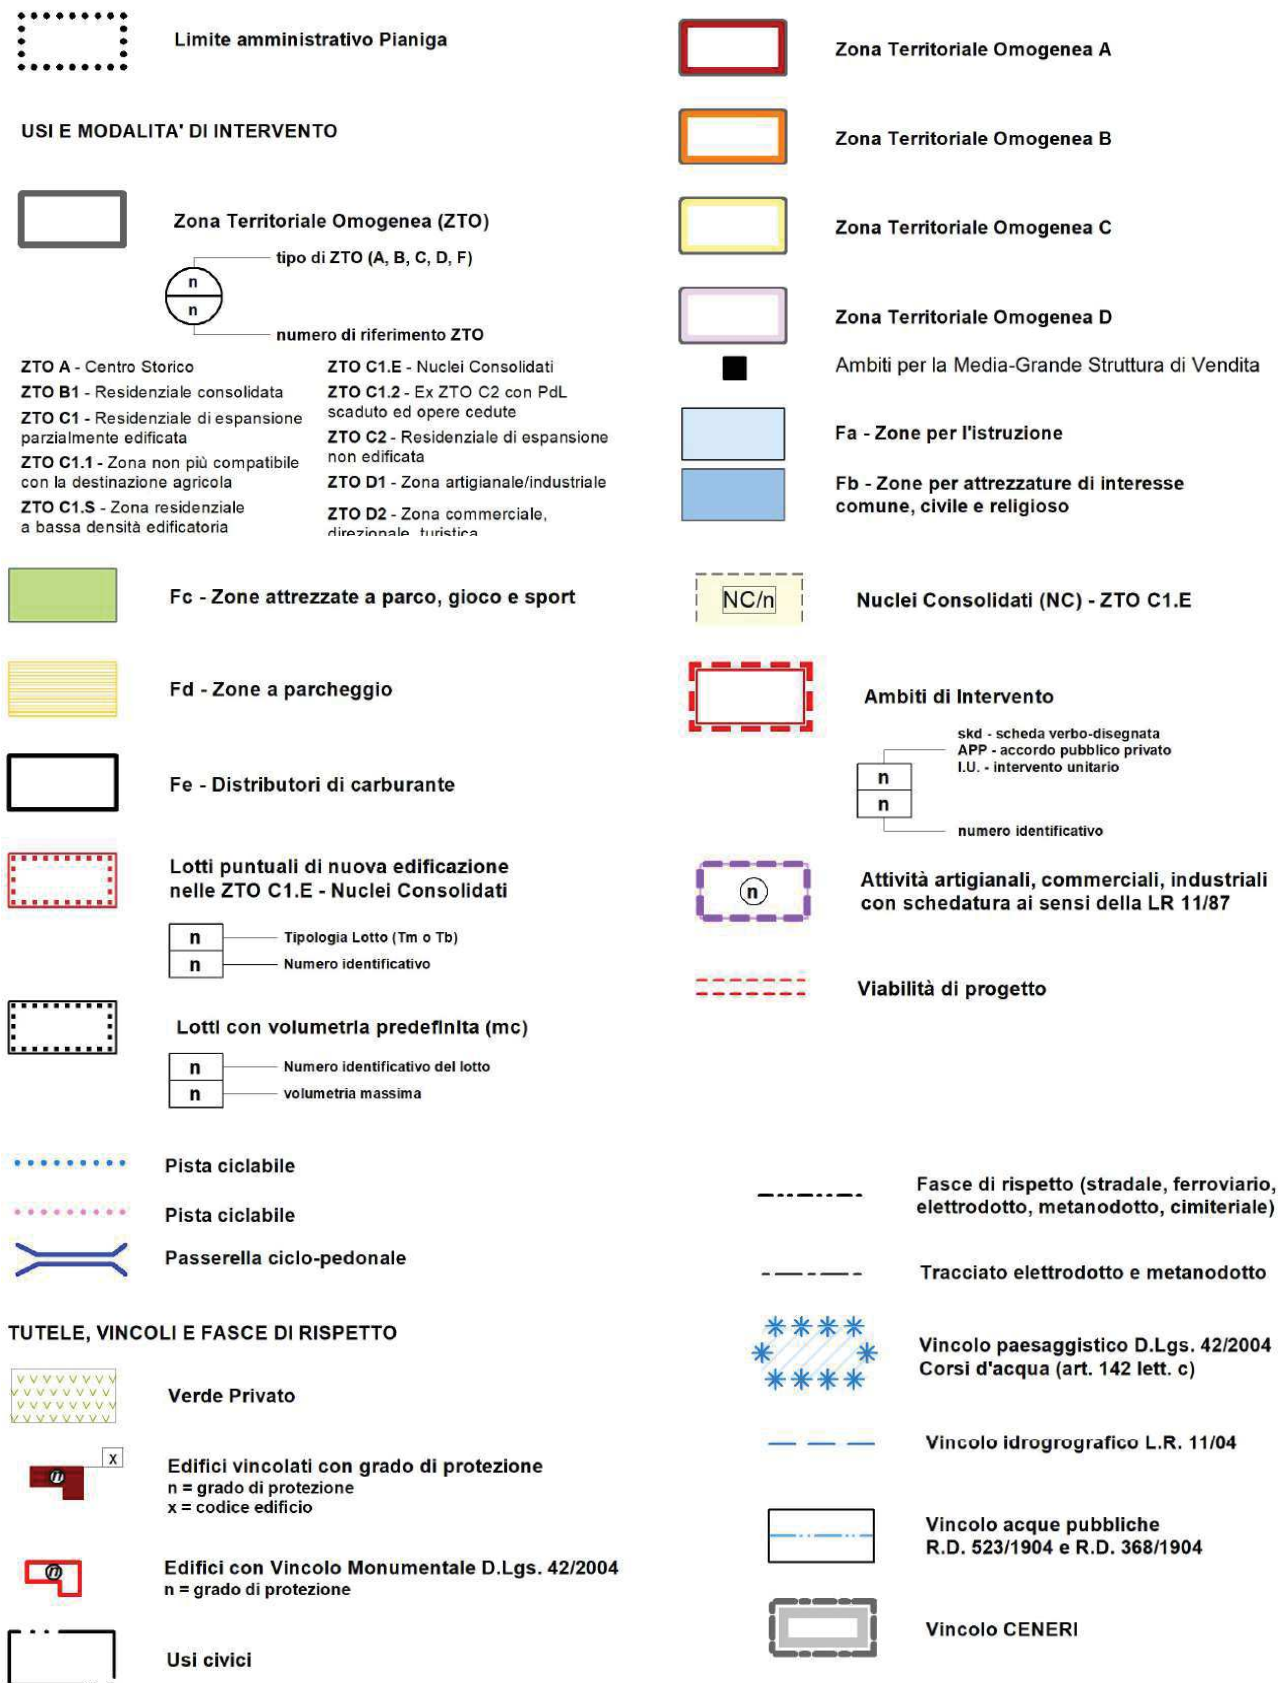 Limite amministrativo Pianiga
USI E MODALITA' DI INTERVENTO
Zona Territoriale Omogenea (ZTO)
tipo di ZTO (A, B, C, D, F)
n
n
numero di riferimento ZTO
ZTO A - Centro Storico
ZTO B1 - Residenziale consolidata
ZTO C1 - Residenziale di espansione
parzialmente edificata
ZTO C1.1 - Zona non più compatibile
con la destinazione agricola
ZTO C1.S - Zona residenziale
a bassa densità edificatoria
ZTO C1.E - Nuclei Consolidati
ZTO C1.2 - Ex ZTO C2 con PdL
scaduto ed opere cedute
ZTO C2 - Residenziale di espansione
non edificata
ZTO D1 - Zona artigianale/industriale
ZTO D2 - Zona commerciale,
direzionale, turistica
Zona Territoriale Omogenea A
Zona Territoriale Omogenea B
Zona Territoriale Omogenea C
Zona Territoriale Omogenea D
Ambiti per la Media-Grande Struttura di Vendita
Fa - Zone per l'istruzione
Fb - Zone per attrezzature di interesse
comune, civile e religioso
Fc - Zone attrezzate a parco, gioco e sport
Fd - Zone a parcheggio
Fe - Distributori di carburante
Lotti puntuali di nuova edificazione
nelle ZTO C1.E - Nuclei Consolidati
n
Tipologia Lotto (Tm o Tb)
n
Numero identificativo
Lotti con volumetria predefinita (mc)
n
Numero identificativo del lotto
n
volumetria massima
NC/n
Nuclei Consolidati (NC) - ZTO C1.E
Ambiti di Intervento
skd - scheda verbo-disegnata
APP - accordo pubblico privato
I.U. - intervento unitario
n
n
numero identificativo
n
Attività artigianali, commerciali, industriali
con schedatura ai sensi della LR 11/87
Viabilità di progetto
Pista ciclabile
Pista ciclabile
Passerella ciclo-pedonale
TUTELE, VINCOLI E FASCE DI RISPETTO
Verde Privato
x
n
Edifici vincolati con grado di protezione
n = grado di protezione
x = codice edificio
n
Edifici con Vincolo Monumentale D.Lgs. 42/2004
n = grado di protezione
Usi civici
Fasce di rispetto (stradale, ferroviario,
elettrodotto, metanodotto, cimiteriale)
Tracciato elettrodotto e metanodotto
Vincolo paesaggistico D.Lgs. 42/2004
Corsi d'acqua (art. 142 lett. c)
Vincolo idrogrografico L.R. 11/04
Vincolo acque pubbliche
R.D. 523/1904 e R.D. 368/1904
Vincolo CENERI